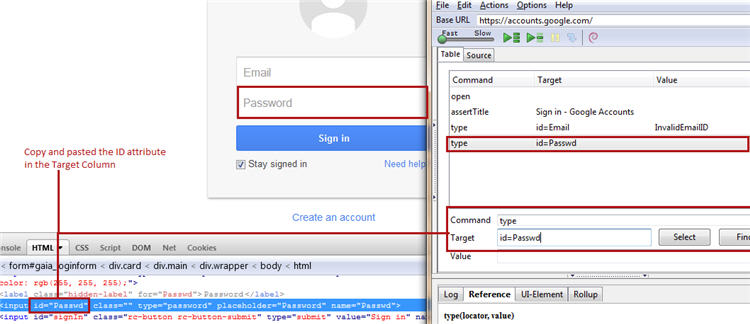 File Edit Actions Options Help
Base URL https://accounts.google.com/
Fast Slow
Table Source
Command Target Value
open
assertTitle Sign in - Google Accounts
type id=Email InvalidEmailID
type id=Passwd
Email
Password
Sign in
Stay signed in Need help
Create an account
Copy and pasted the ID attribute
in the Target Column
Command type
Target id=Passwd Select Find
Value
nsole HTML CSS Script DOM Net Cookies
< form#gaia_loginform < div.card < div.main < div.wrapper < body < html
color: rgb(255, 255, 255);">
<label class="hidden-label" for="Passwd">Password</label>
<input id="Passwd" class="" type="password" placeholder="Password" name="Passwd">
<input id="signIn" class="rc-button rc-button-submit" type="submit" value="Sign in" name
Log Reference UI-Element Rollup
type(locator, value)